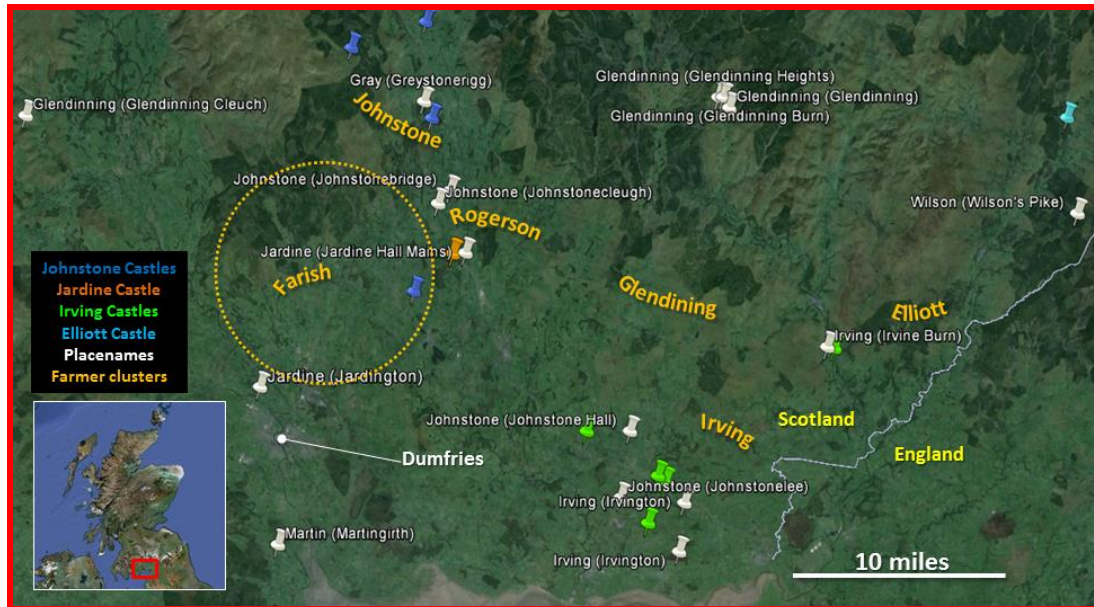 Gray (Greystonerigg)
Glendinning (Glendinning Heights)
Glendinning (Glendinning Cleuch)
Glendinning (Glendinning)
Glendinning (Glendinning Burn)
Johnstone
Johnstone (Johnstonebridge)
Johnstone (Johnstonecleugh)
Wilson (Wilson's Pike)
Rogerson
Jardine (Jardine Hall Mams)
Farish
Glendining
Elliott
Johnstone Castles
Jardine Castle
Irving Castles
Elliott Castle
Placenames
Farmer clusters
Irving (Irvine Burn)
Jardine (Jardington)
Johnstone (Johnstone Hall)
Irving
Scotland
England
Dumfries
Johnstone (Johnstonelee)
Irving (Irvington)
Martin (Martingirth)
Irving (Irvington)
10 miles